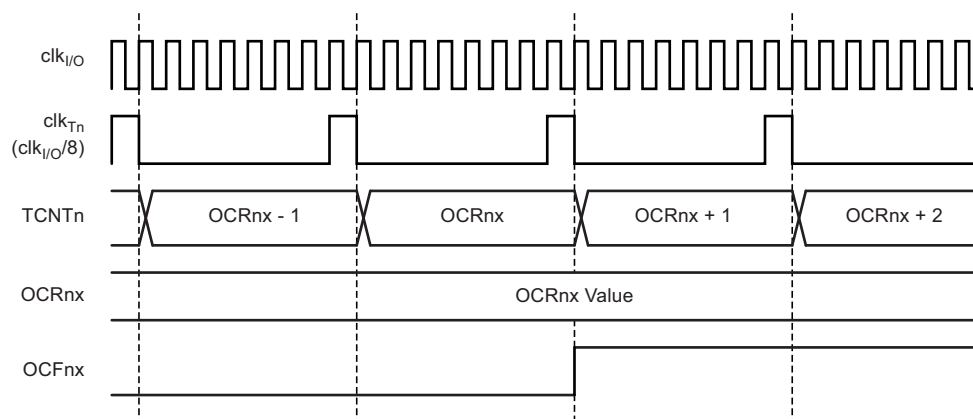 clkI/O
clkTn
(clkI/O/8)
TCNTn OCRnx - 1 OCRnx OCRnx + 1 OCRnx + 2
OCRnx OCRnx Value
OCFnx